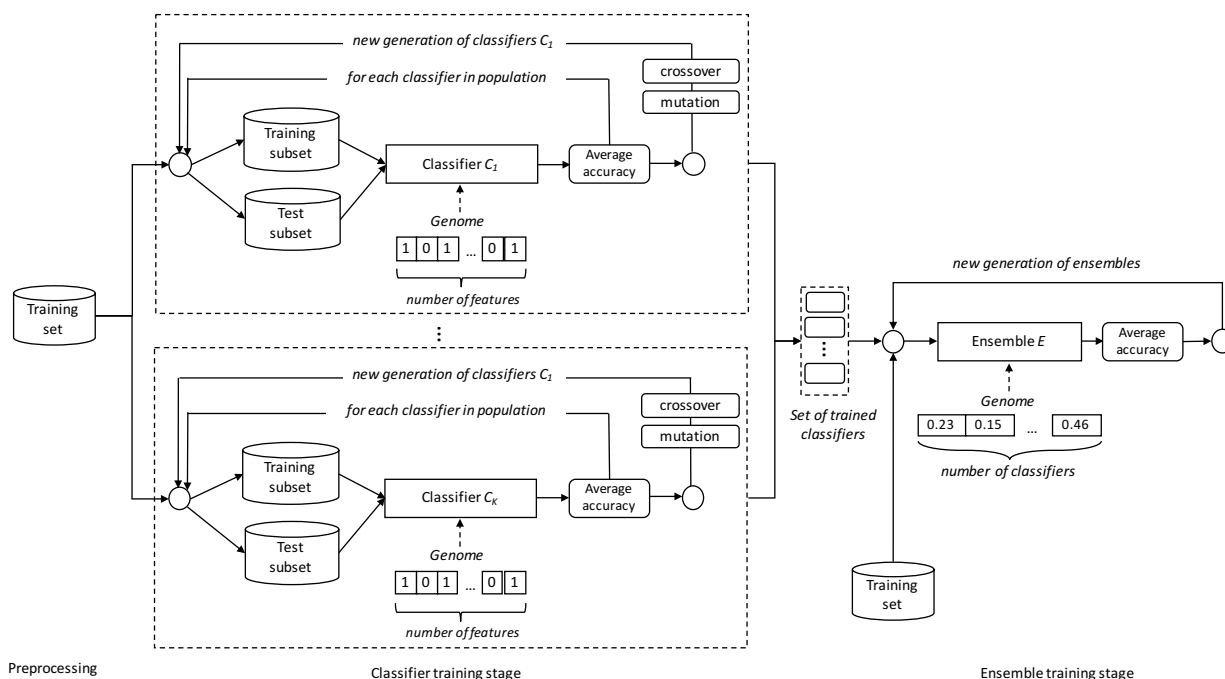 new generation of classifiers C1
for each classifier in population
crossover
mutation
Training
subset
Test
subset
Classifier C1
Average
accuracy
Genome
1 0 1 ... 0 1
number of features
Training
set
...
new generation of classifiers C1
for each classifier in population
crossover
mutation
Training
subset
Test
subset
Classifier CK
Average
accuracy
Genome
1 0 1 ... 0 1
number of features
Set of trained
classifiers
new generation of ensembles
Ensemble E
Average
accuracy
Genome
0.23 0.15 ... 0.46
number of classifiers
Training
set
Preprocessing
Classifier training stage
Ensemble training stage